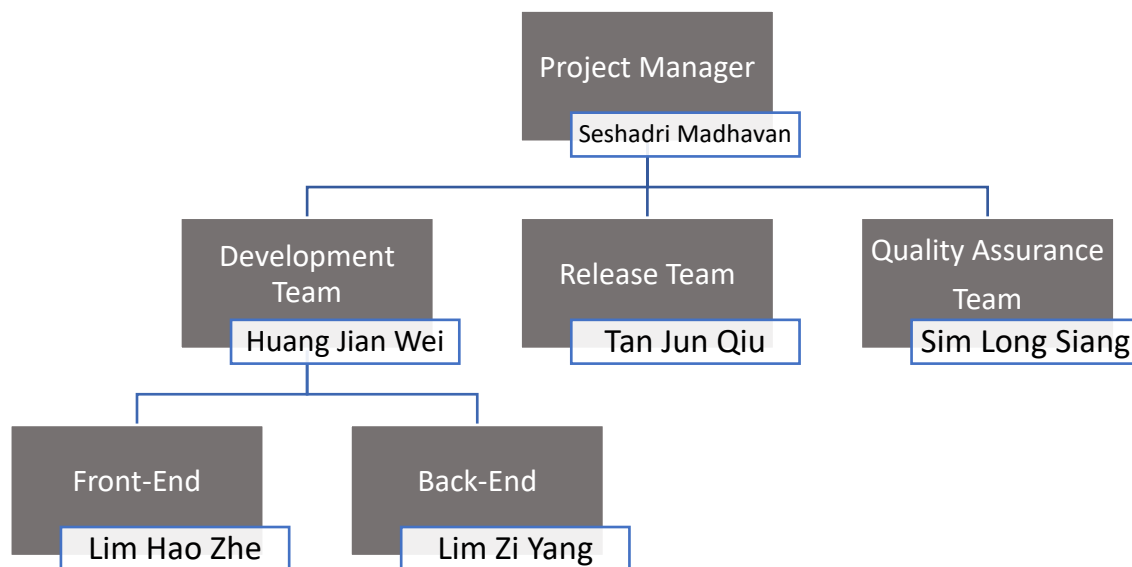 Project Manager
Seshadri Madhavan
Development
Team
Huang Jian Wei
Release Team
Tan Jun Qiu
Quality Assurance
Team
Sim Long Siang
Front-End
Lim Hao Zhe
Back-End
Lim Zi Yang